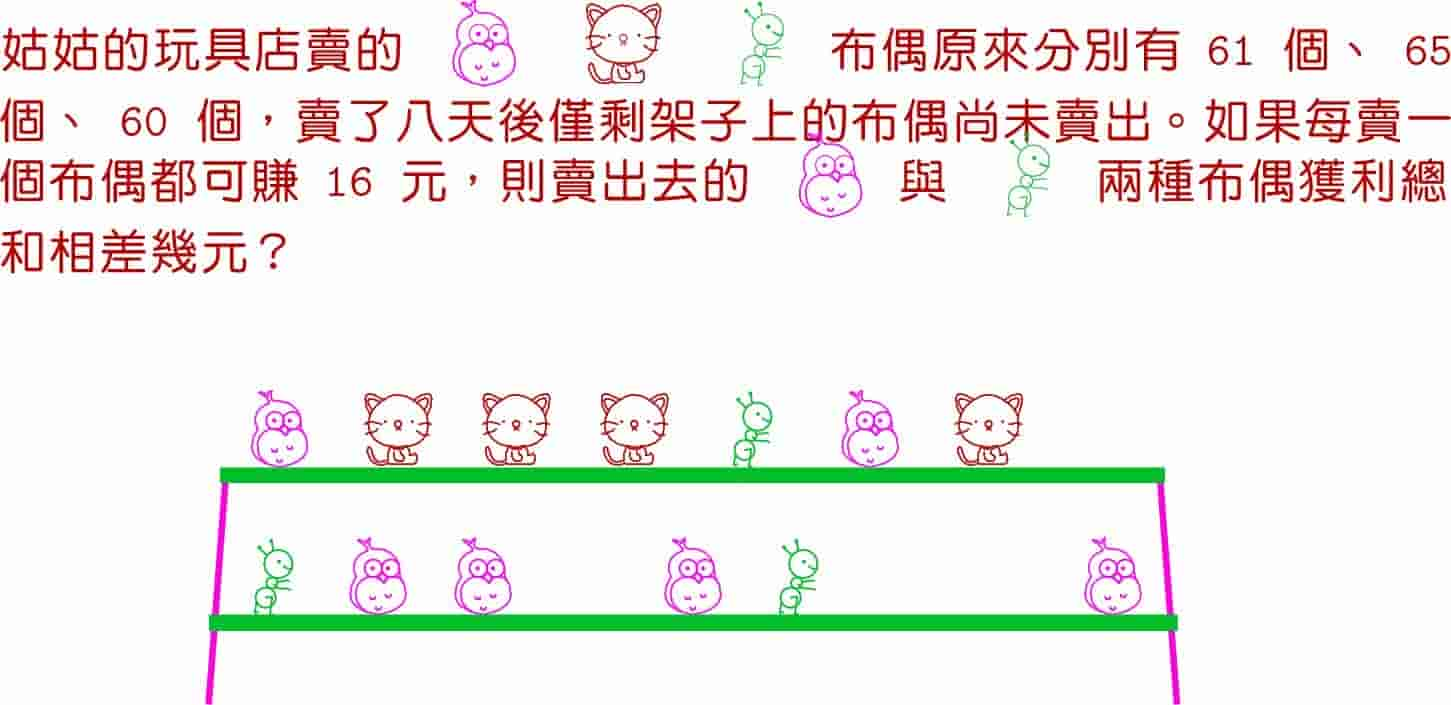 姑姑的玩具店賣的 布偶原來分別有 61 個、 65
個、 60 個，賣了八天後僅剩架子上的布偶尚未賣出。如果每賣一
個布偶都可賺 16 元，則賣出去的 與 兩種布偶獲利總
和相差幾元？